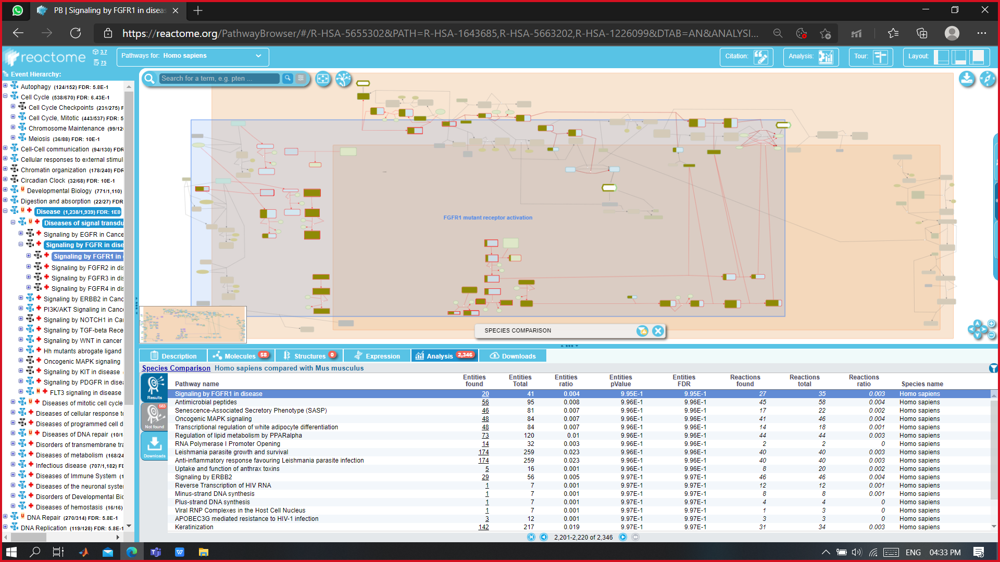 PB | Signaling by FGFR1 in diseas
https://reactome.org/PathwayBrowser/#/R-HSA-5655302&PATH=R-HSA-1643685,R-HSA-5663202,R-HSA-1226099&DTAB=AN&ANALYSI...
reactome
3.7
75
Pathways for: Homo sapiens
Citation:
Analysis:
Tour:
Layout:
Event Hierarchy:
Search for a term, e.g. pten ...
Autophagy (124/152) FDR: 5.8E-1
Cell Cycle (538/670) FDR: 6.43E-1
Cell Cycle Checkpoints (231/275) F
Cell Cycle, Mitotic (443/537) FDR: 5
Chromosome Maintenance (99/12
Meiosis (36/88) FDR: 10E-1
Cell-Cell communication (94/130) FDR:
Cellular responses to external stimul
Chromatin organization (178/240) FDR
Circadian Clock (32/68) FDR: 10E-1
Developmental Biology (771/1,110)
Digestion and absorption (22/27) FDR
Disease (1,238/1,939) FDR: 1E0
Diseases of signal transdu
Signaling by EGFR in Cance
Signaling by FGFR in dise
Signaling by FGFR1 in
Signaling by FGFR2 in dis
Signaling by FGFR3 in dis
Signaling by FGFR4 in dis
Signaling by ERBB2 in Canc
PI3K/AKT Signaling in Cance
Signaling by NOTCH1 in Ca
Signaling by TGF-beta Rece
Signaling by WNT in cancer
Hh mutants abrogate ligand
Oncogenic MAPK signaling
Signaling by KIT in disease
Signaling by PDGFR in disea
FLT3 signaling in disease
Diseases of mitotic cell cycle
Diseases of cellular response to
Diseases of programmed cell d
Diseases of DNA repair (10/1
Disorders of transmembrane tra
Diseases of metabolism (168/24
Infectious disease (707/1,182) FD
Diseases of Immune System (1
Diseases of the neuronal system
Disorders of Developmental Bio
Diseases of hemostasis (16/16)
DNA Repair (270/314) FDR: 5.8E-1
DNA Replication (119/128) FDR: 5.8E-1
FGFR1 mutant receptor activation
SPECIES COMPARISON
Description
Molecules 58
Structures 0
Expression
Analysis 2,346
Downloads
Species Comparison Homo sapiens compared with Mus musculus
Results
583
Not found
Downloads
Pathway name Entities found Entities Total Entities ratio Entities pValue Entities FDR Reactions found Reactions total Reactions ratio Species name
Signaling by FGFR1 in disease 20 41 0.004 9.95E-1 9.95E-1 27 35 0.003 Homo sapiens
Antimicrobial peptides 56 95 0.008 9.96E-1 9.96E-1 45 58 0.004 Homo sapiens
Senescence-Associated Secretory Phenotype (SASP) 46 81 0.007 9.96E-1 9.96E-1 17 22 0.002 Homo sapiens
Oncogenic MAPK signaling 48 84 0.007 9.96E-1 9.96E-1 41 46 0.004 Homo sapiens
Transcriptional regulation of white adipocyte differentiation 48 84 0.007 9.96E-1 9.96E-1 14 18 0.001 Homo sapiens
Regulation of lipid metabolism by PPARalpha 73 120 0.01 9.96E-1 9.96E-1 44 44 0.003 Homo sapiens
RNA Polymerase I Promoter Opening 14 32 0.003 9.96E-1 9.96E-1 2 2 0 Homo sapiens
Leishmania parasite growth and survival 174 259 0.023 9.96E-1 9.96E-1 40 40 0.003 Homo sapiens
Anti-inflammatory response favouring Leishmania parasite infection 174 259 0.023 9.96E-1 9.96E-1 40 40 0.003 Homo sapiens
Uptake and function of anthrax toxins 5 16 0.001 9.96E-1 9.96E-1 8 20 0.002 Homo sapiens
Signaling by ERBB2 29 56 0.005 9.97E-1 9.97E-1 46 46 0.004 Homo sapiens
Reverse Transcription of HIV RNA 1 7 0.001 9.97E-1 9.97E-1 12 12 0.001 Homo sapiens
Minus-strand DNA synthesis 1 7 0.001 9.97E-1 9.97E-1 8 8 0.001 Homo sapiens
Plus-strand DNA synthesis 1 7 0.001 9.97E-1 9.97E-1 4 4 0 Homo sapiens
Viral RNP Complexes in the Host Cell Nucleus 1 7 0.001 9.97E-1 9.97E-1 1 3 0 Homo sapiens
APOBEC3G mediated resistance to HIV-1 infection 3 12 0.001 9.97E-1 9.97E-1 3 3 0 Homo sapiens
Keratinization 142 217 0.019 9.97E-1 9.97E-1 31 34 0.003 Homo sapiens
2,201-2,220 of 2,346
ENG
04:33 PM